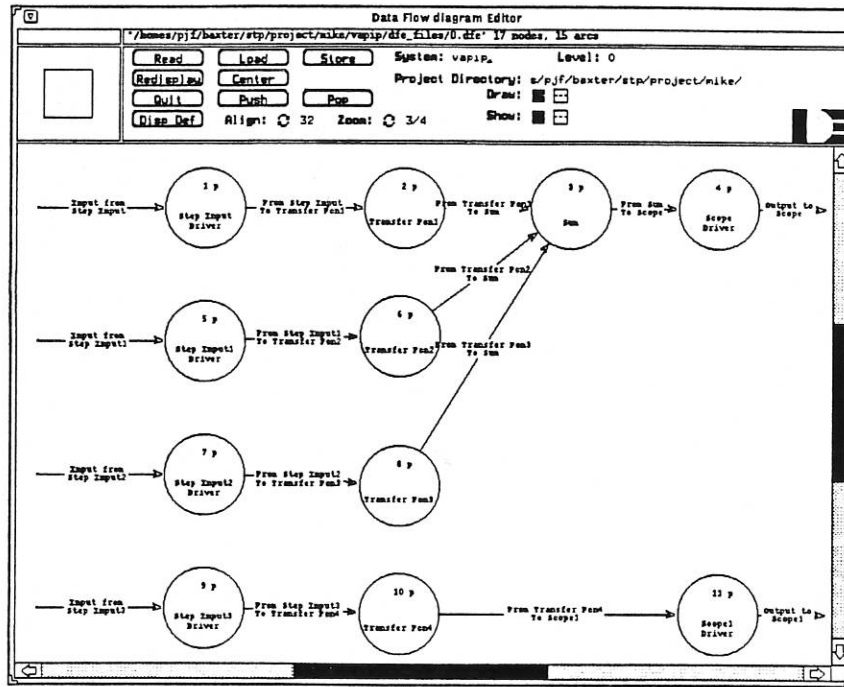 Data Flow diagram Editor
'/homes/pjf/baxter/stp/project/mike/vapip/dfe_files/0.dfe' 17 nodes, 15 arcs
Read Load Store System: vapip Level: 0
Redisplay Center Project Directory: s/pjf/baxter/stp/project/mike/
Quit Push Pop Draw:
Disp Def Align: 32 Zoom: 3/4 Show:
Input from
Step Input
1 p
Step Input
Driver
From Step Input
To Transfer Fcn1
2 p
Transfer Fcn1
From Transfer Fcn1
To Sum
3 p
Sum
From Sum
To Scope
4 p
Scope
Driver
Output to
Scope
From Transfer Fcn2
To Sum
Input from
Step Input1
5 p
Step Input1
Driver
From Step Input1
To Transfer Fcn2
6 p
Transfer Fcn2
From Transfer Fcn3
To Sum
Input from
Step Input2
7 p
Step Input2
Driver
From Step Input2
To Transfer Fcn3
8 p
Transfer Fcn3
Input from
Step Input3
9 p
Step Input3
Driver
From Step Input3
To Transfer Fcn4
10 p
Transfer Fcn4
From Transfer Fcn4
To Scope1
11 p
Scope1
Driver
Output to
Scope1